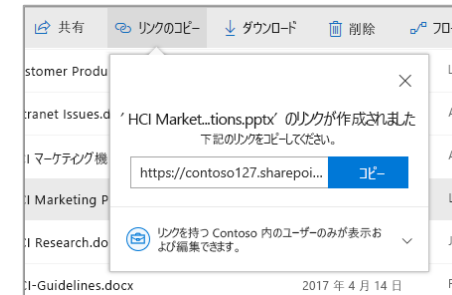 共有 リンクのコピー ダウンロード 削除 フロ
stomer Produ
tranet Issues.d
'HCI Market...tions.pptx' のリンクが作成されました
下記のリンクをコピーしてください。
I マーケティング機
https://contoso127.sharepoi... コピー
I Marketing P
リンクを持つ Contoso 内のユーザーのみが表示お
よび編集できます。
I Research.do
I-Guidelines.docx 2017 年 4 月 14 日